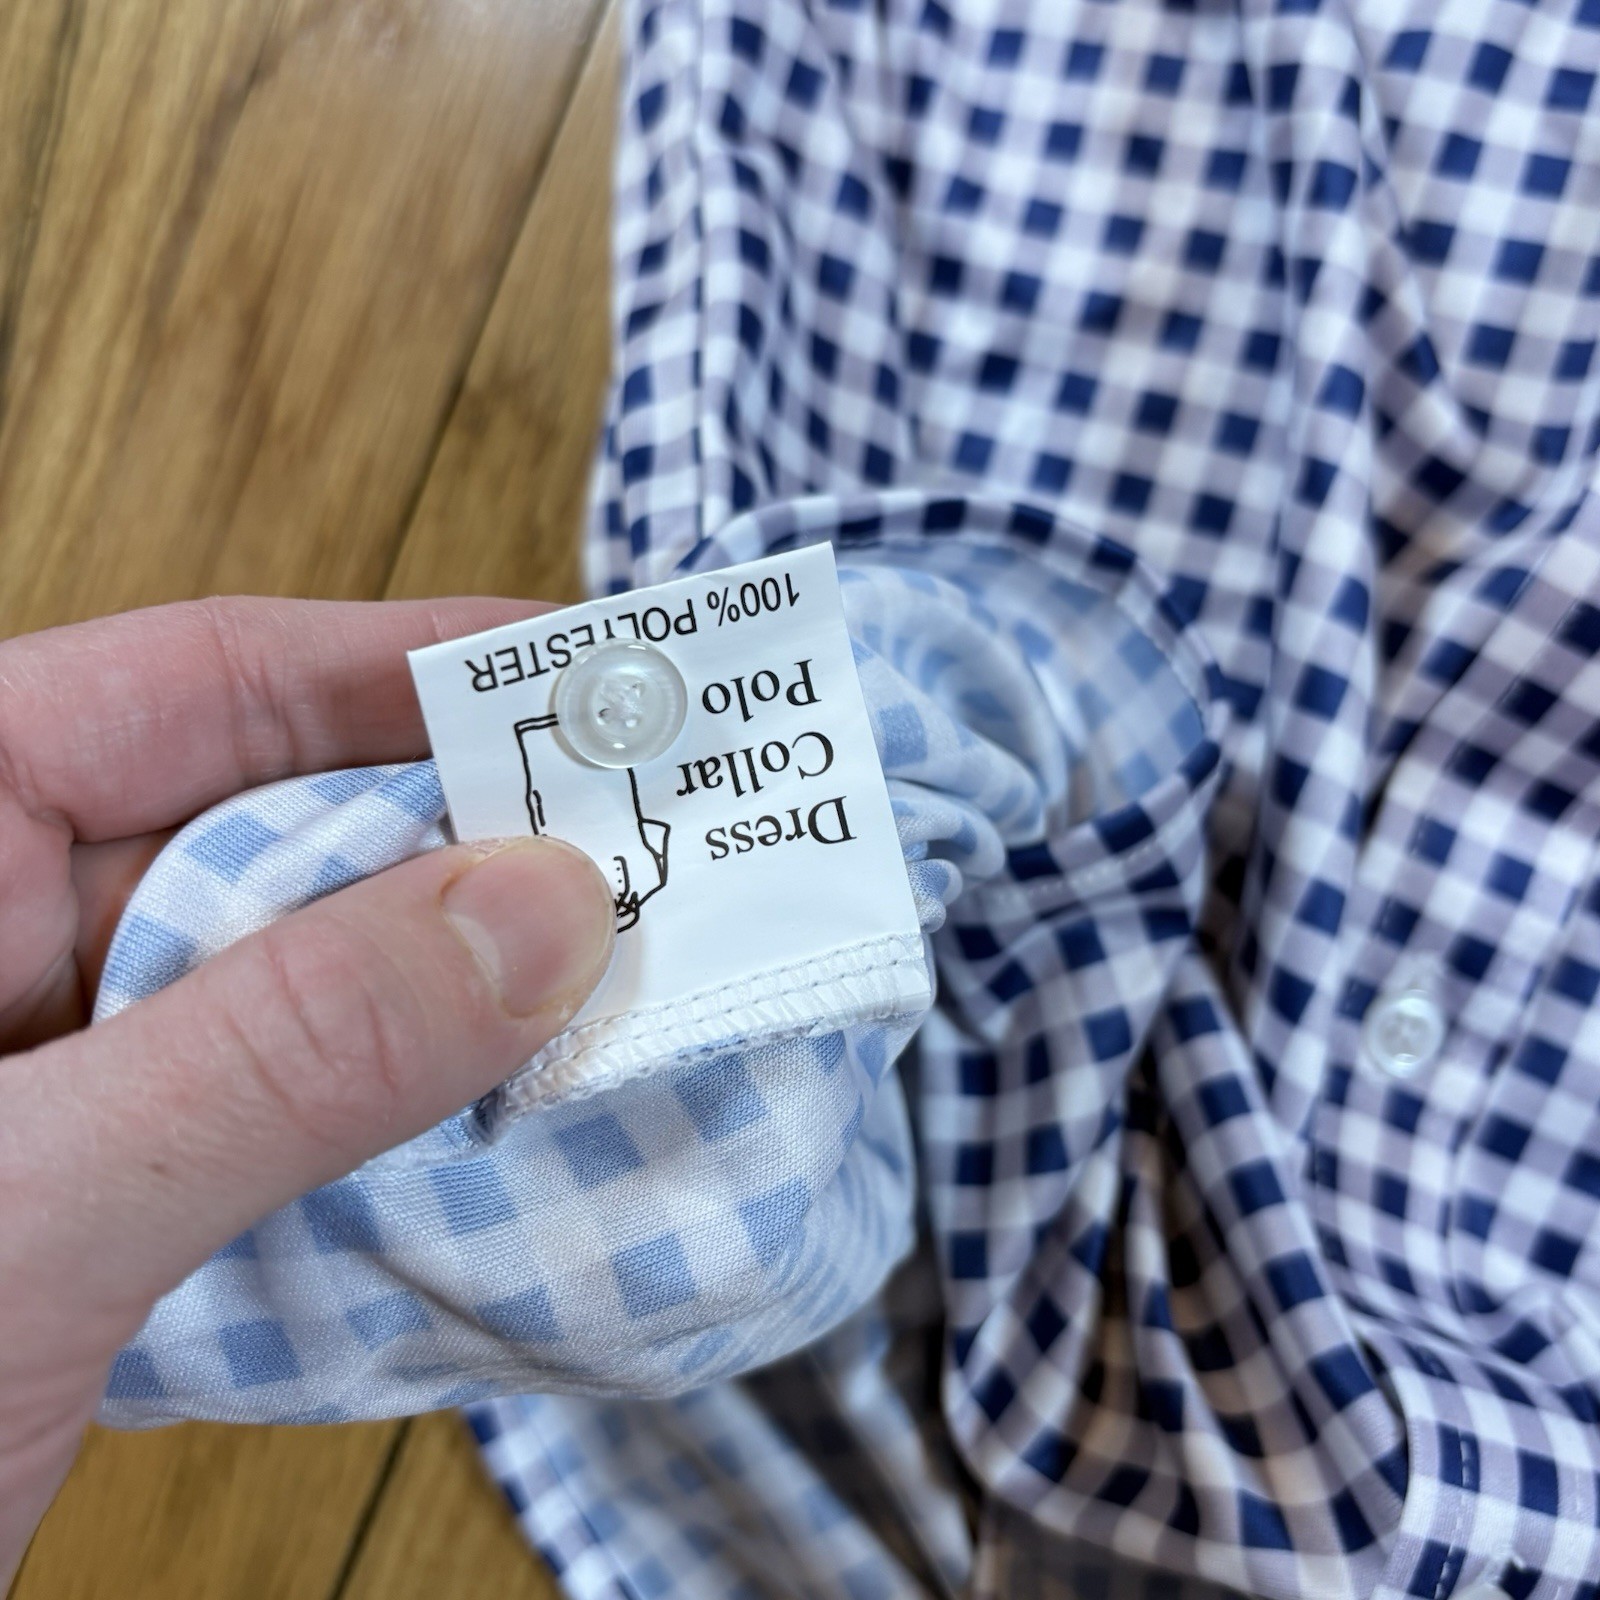 Dress
Collar
Polo
100% POLYESTER